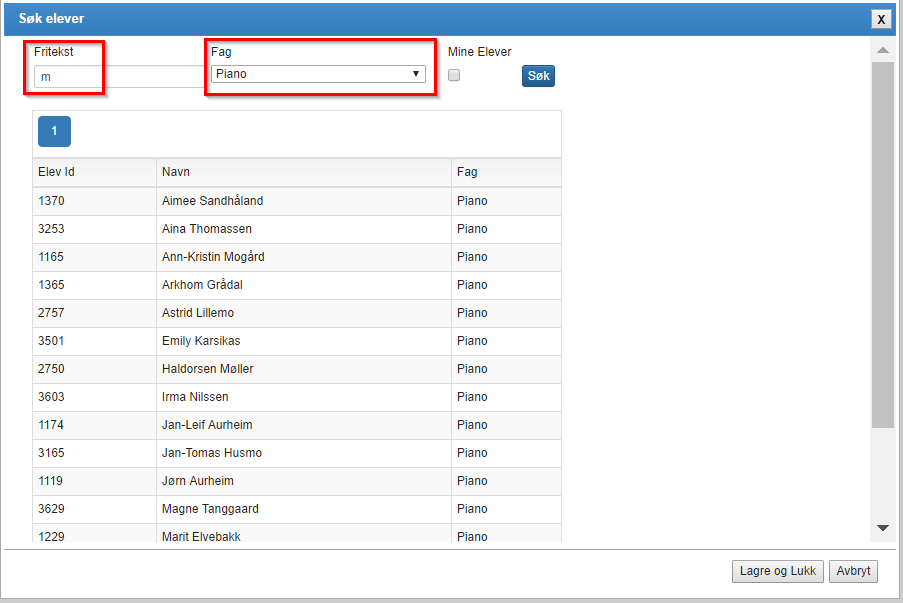 Søk elever
X
Fritekst Fag Mine Elever
m Piano Søk
1
Elev Id Navn Fag
1370 Aimee Sandhåland Piano
3253 Aina Thomassen Piano
1165 Ann-Kristin Mogård Piano
1365 Arkhom Grådal Piano
2757 Astrid Lillemo Piano
3501 Emily Karsikas Piano
2750 Haldorsen Møller Piano
3603 Irma Nilssen Piano
1174 Jan-Leif Aurheim Piano
3165 Jan-Tomas Husmo Piano
1119 Jørn Aurheim Piano
3629 Magne Tanggaard Piano
1229 Marit Elvebakk Piano
Lagre og Lukk Avbryt